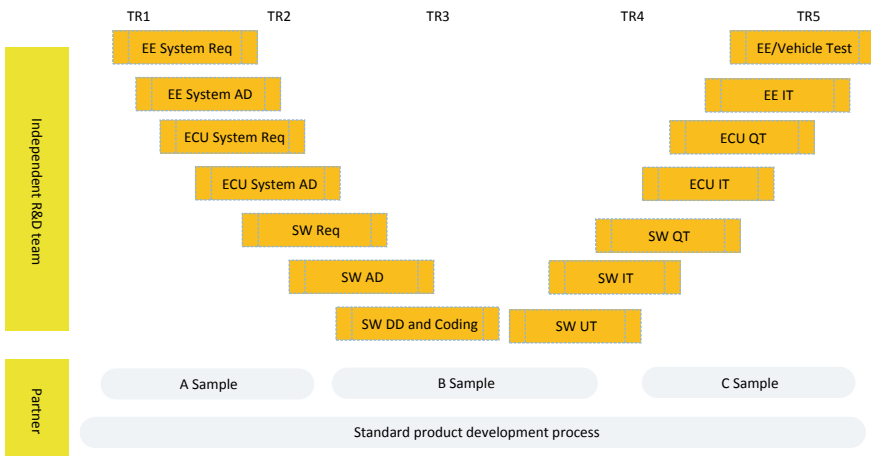 TR1 TR2 TR3 TR4 TR5
EE System Req EE/Vehicle Test
EE System AD EE IT
ECU System Req ECU QT
ECU System AD ECU IT
SW Req SW QT
SW AD SW IT
SW DD and Coding SW UT
Independent R&D team
A Sample B Sample C Sample
Partner
Standard product development process